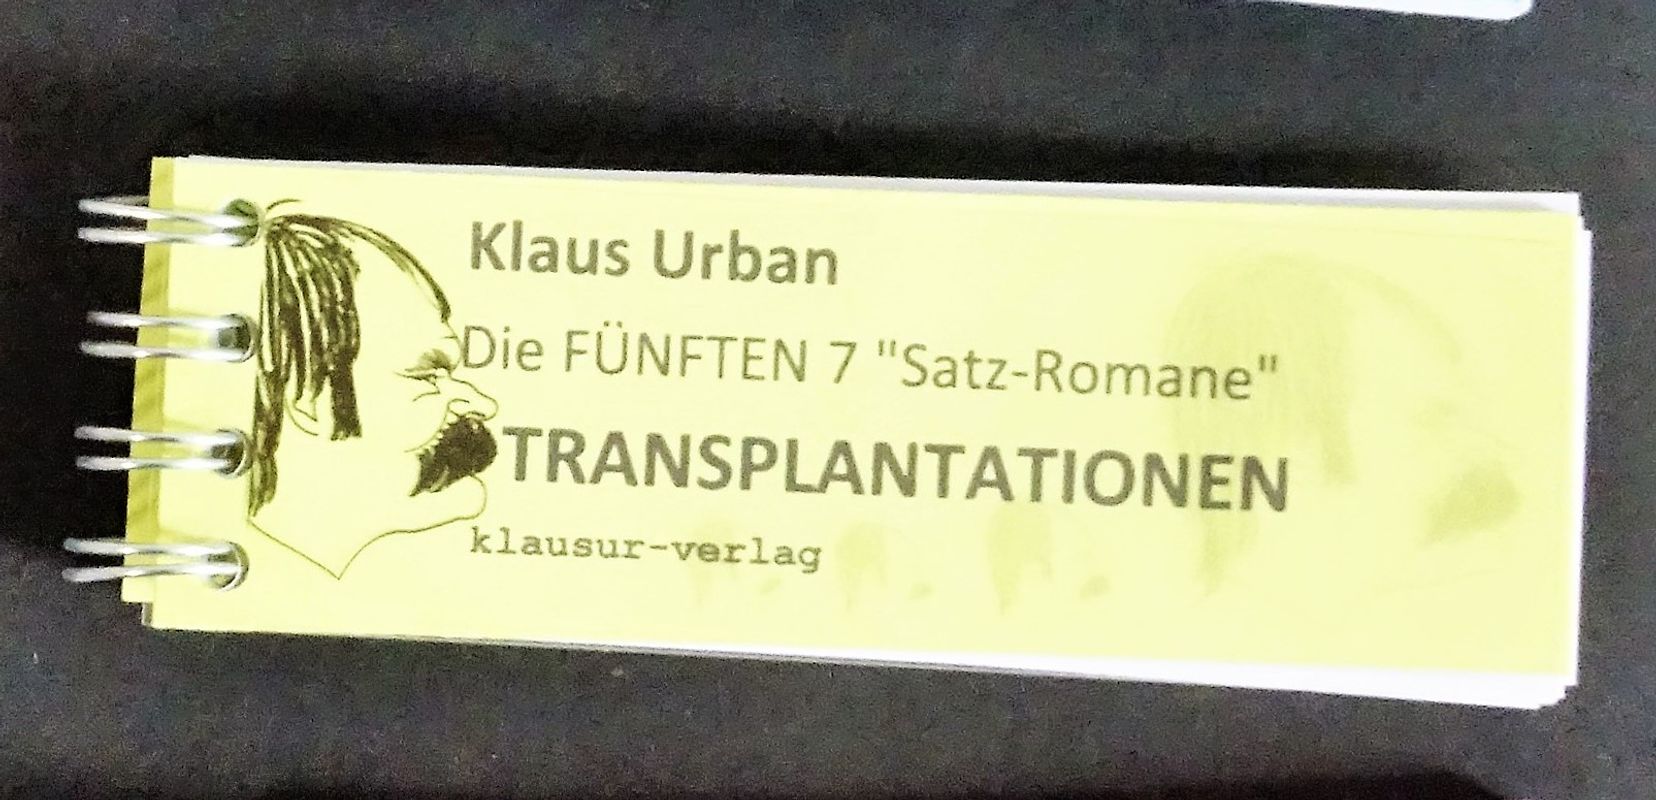 Klaus Urban
Die FÜNFTEN 7 "Satz-Romane"
TRANSPLANTATIONEN
klausur-verlag